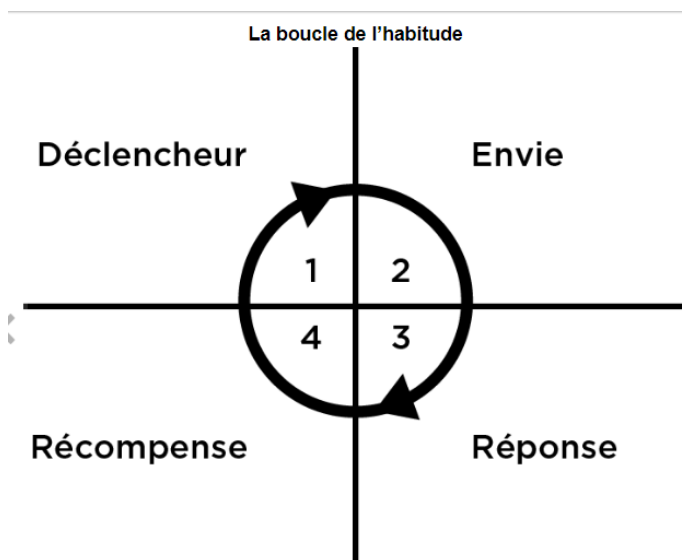 La boucle de l’habitude
Déclencheur
Envie
1
2
4
3
Récompense
Réponse